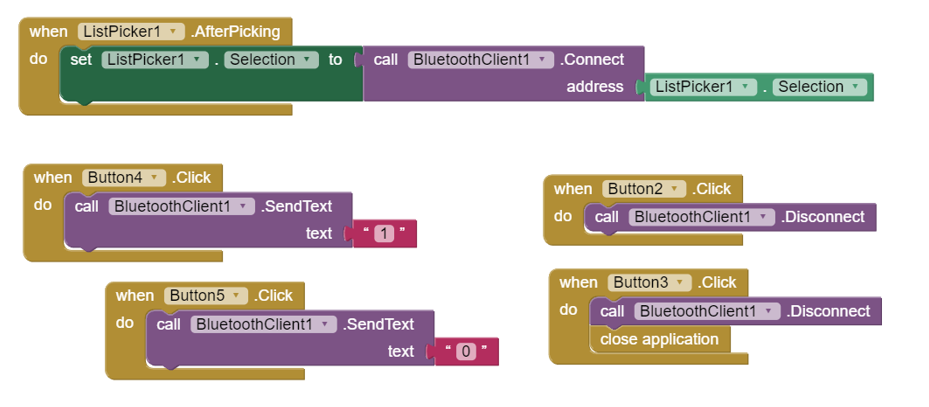 when ListPicker1 .AfterPicking
do set ListPicker1 . Selection to call BluetoothClient1 .Connect
address ListPicker1 . Selection
when Button4 .Click
do call BluetoothClient1 .SendText
text “ 1 ”
when Button2 .Click
do call BluetoothClient1 .Disconnect
when Button5 .Click
do call BluetoothClient1 .SendText
text “ 0 ”
when Button3 .Click
do call BluetoothClient1 .Disconnect
close application